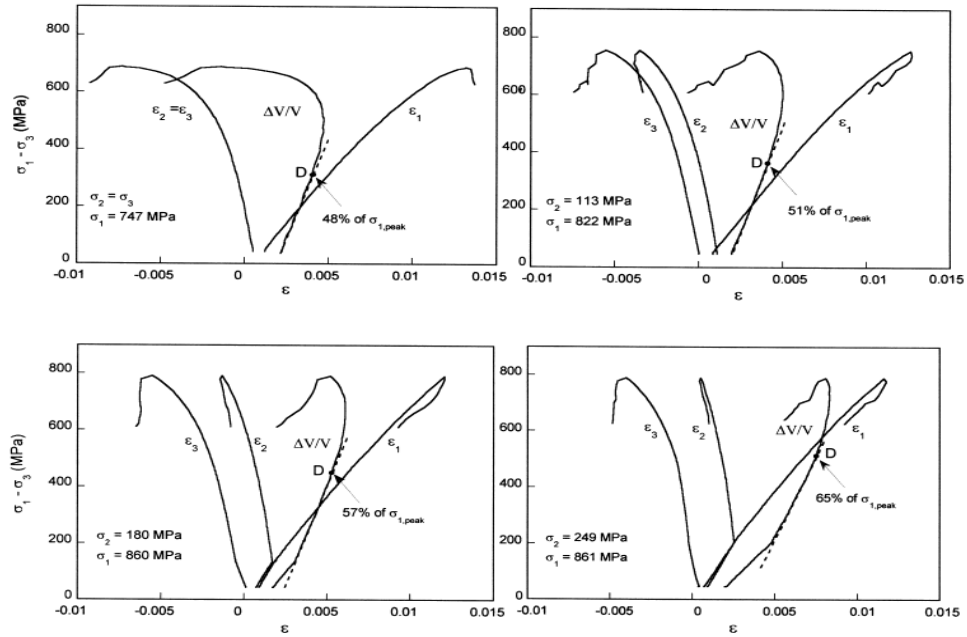 800
600
400
200
0
σ1 - σ3 (MPa)
ε2 = ε3
ΔV/V
ε1
D
48% of σ1,peak
σ2 = σ3
σ1 = 747 MPa
-0.01 -0.005 0 0.005 0.01 0.015
ε
800
600
400
200
0
ε3
ε2
ΔV/V
ε1
D
51% of σ1,peak
σ2 = 113 MPa
σ1 = 822 MPa
-0.01 -0.005 0 0.005 0.01 0.015
ε
800
600
400
200
0
σ1 - σ3 (MPa)
ε3
ε2
ΔV/V
ε1
D
57% of σ1,peak
σ2 = 180 MPa
σ1 = 860 MPa
-0.01 -0.005 0 0.005 0.01 0.015
ε
800
600
400
200
0
ε3
ε2
ΔV/V
ε1
D
65% of σ1,peak
σ2 = 249 MPa
σ1 = 861 MPa
-0.01 -0.005 0 0.005 0.01 0.015
ε